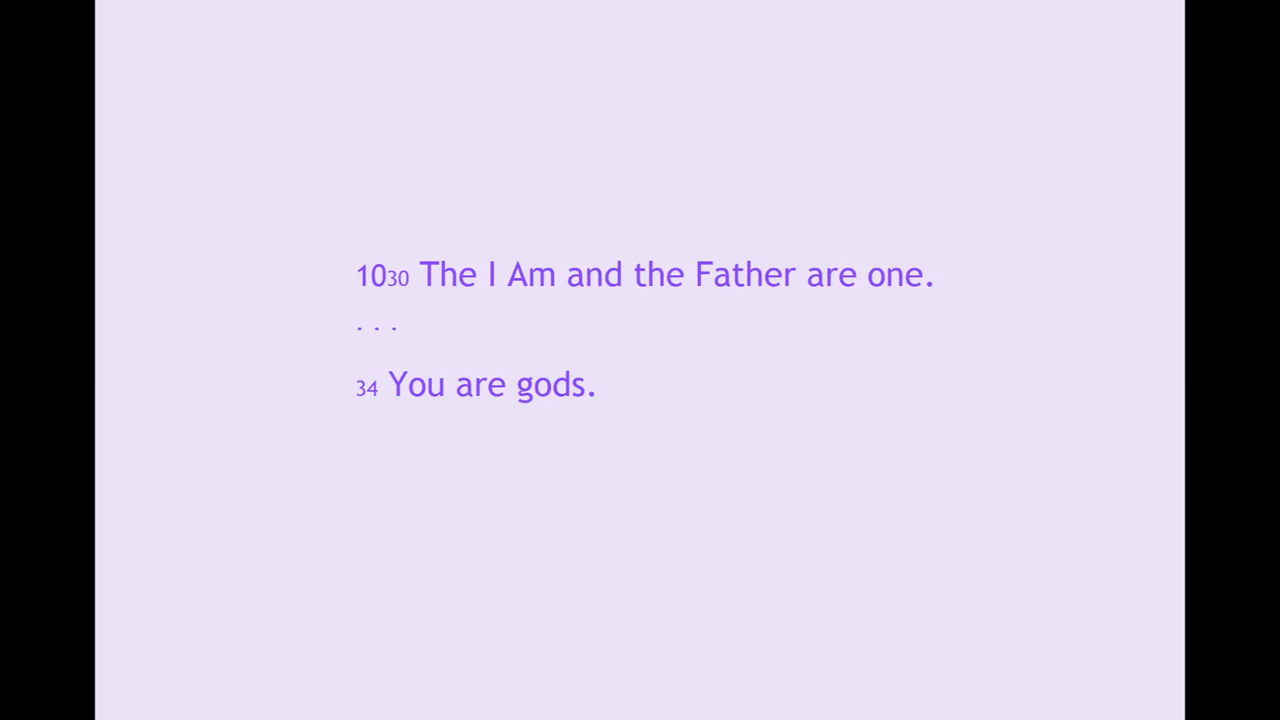 1030 The I Am and the Father are one.
. . .
34 You are gods.